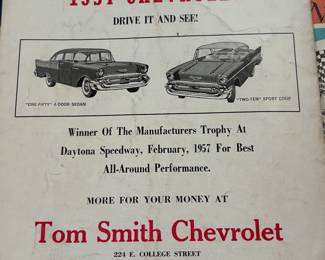 1957 CHEVROLET
DRIVE IT AND SEE!
"ONE-FIFTY" 4-DOOR SEDAN
"TWO-TEN" SPORT COUPE
Winner Of The Manufacturers Trophy At
Daytona Speedway, February, 1957 For Best
All-Around Performance.
MORE FOR YOUR MONEY AT
Tom Smith Chevrolet
224 E. COLLEGE STREET